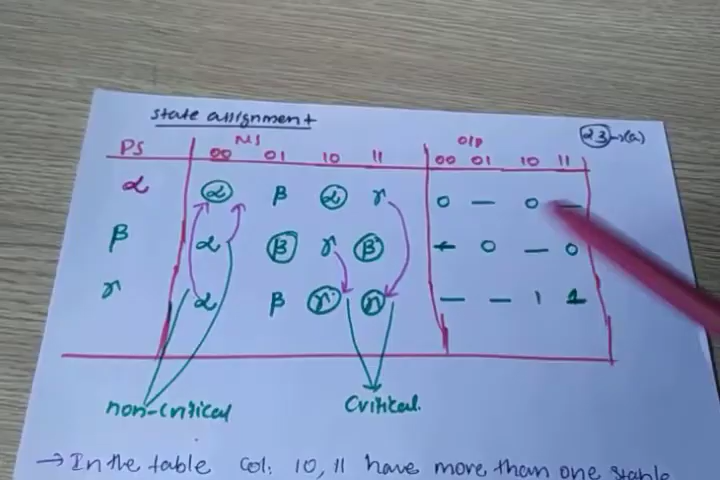 state assignment
23→(a)
PS NS O/P
00 01 10 11 00 01 10 11
α α β α r 0 — 0 —
β α β r β — 0 — 0
r α β r r — — 1 1
non-critical Critical.
→ In the table Col: 10, 11 have more than one stable